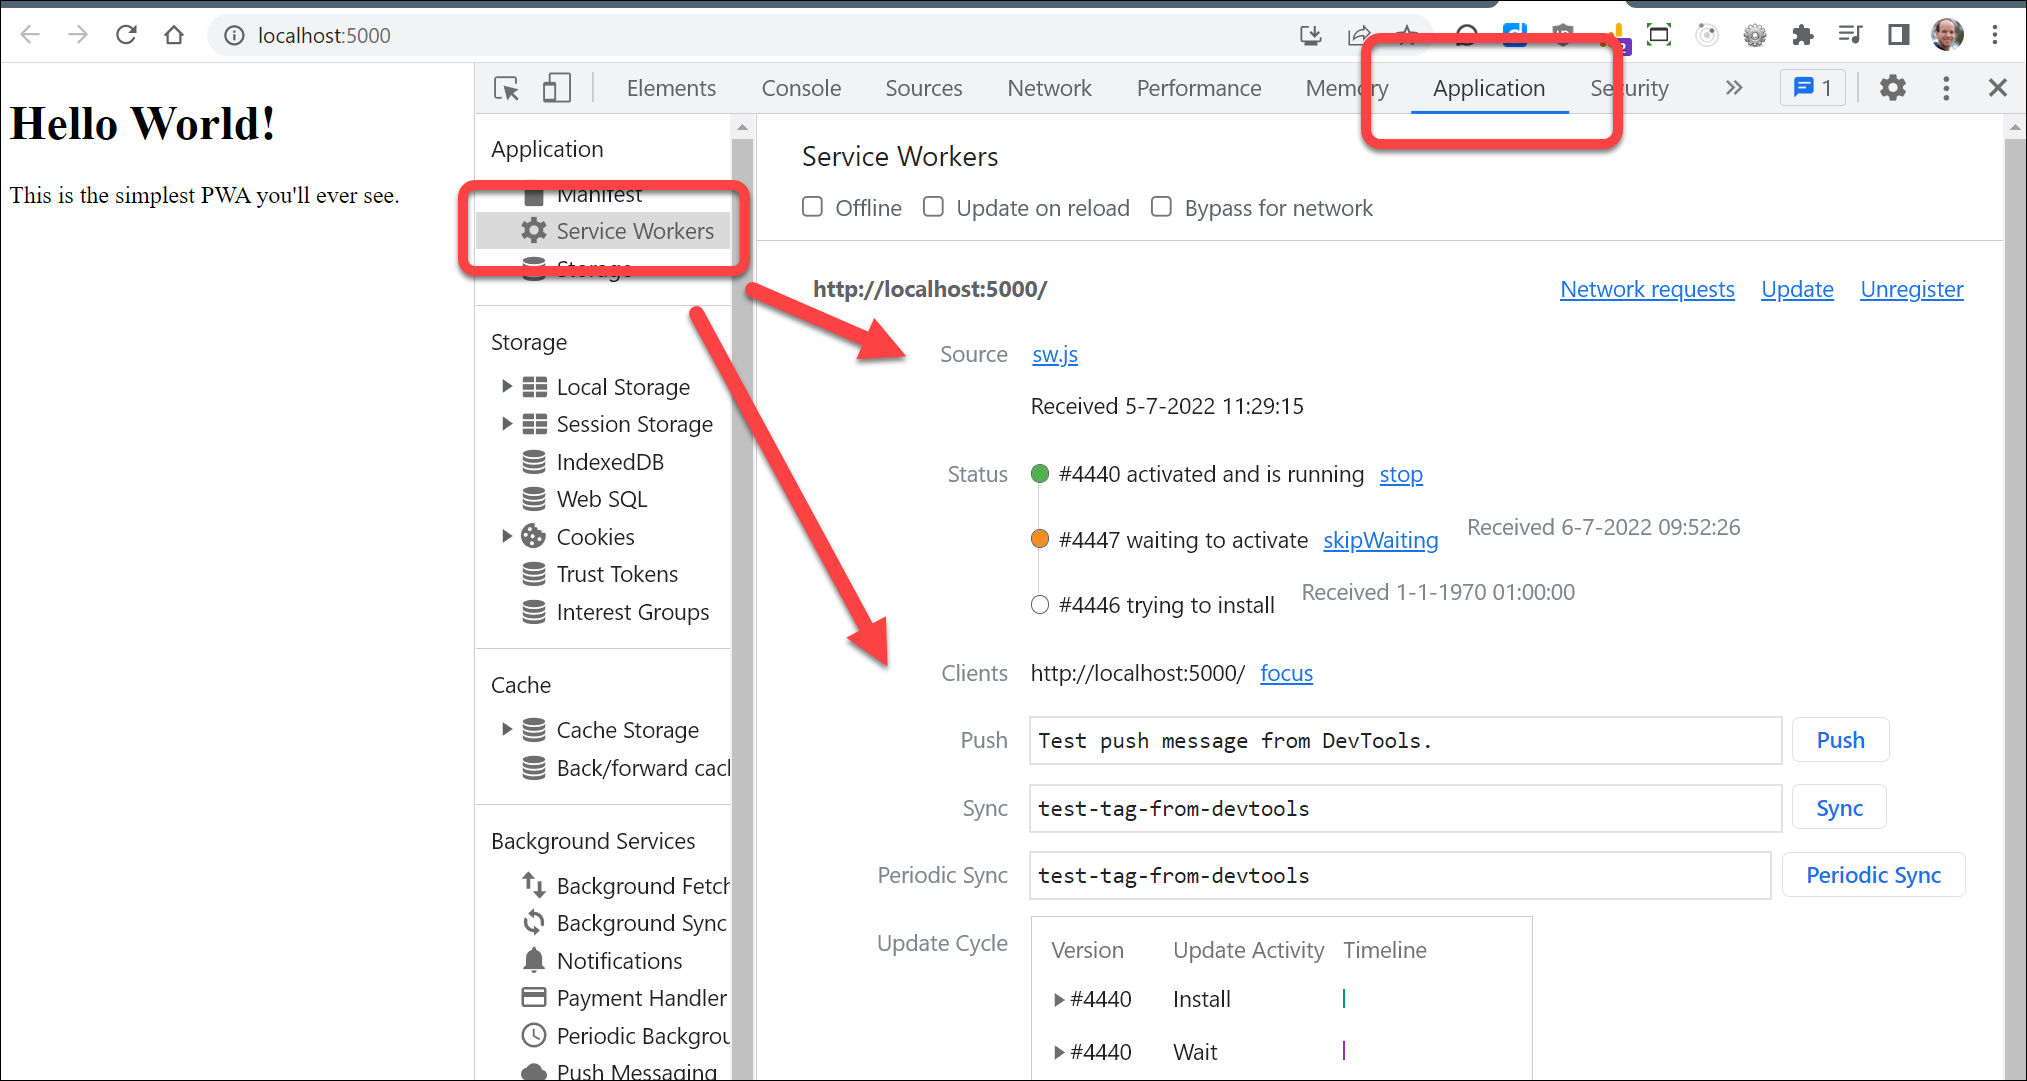 localhost:5000
Hello World!
This is the simplest PWA you'll ever see.
Elements Console Sources Network Performance Memory Application Security 1
Application
Manifest
Service Workers
Storage
Storage
Local Storage
Session Storage
IndexedDB
Web SQL
Cookies
Trust Tokens
Interest Groups
Cache
Cache Storage
Back/forward cacl
Background Services
Background Fetch
Background Sync
Notifications
Payment Handler
Periodic Backgrou
Push Messaging
Service Workers
Offline Update on reload Bypass for network
http://localhost:5000/ Network requests Update Unregister
Source sw.js
Received 5-7-2022 11:29:15
Status #4440 activated and is running stop
#4447 waiting to activate skipWaiting Received 6-7-2022 09:52:26
#4446 trying to install Received 1-1-1970 01:00:00
Clients http://localhost:5000/ focus
Push Test push message from DevTools. Push
Sync test-tag-from-devtools Sync
Periodic Sync test-tag-from-devtools Periodic Sync
Update Cycle Version Update Activity Timeline
#4440 Install
#4440 Wait